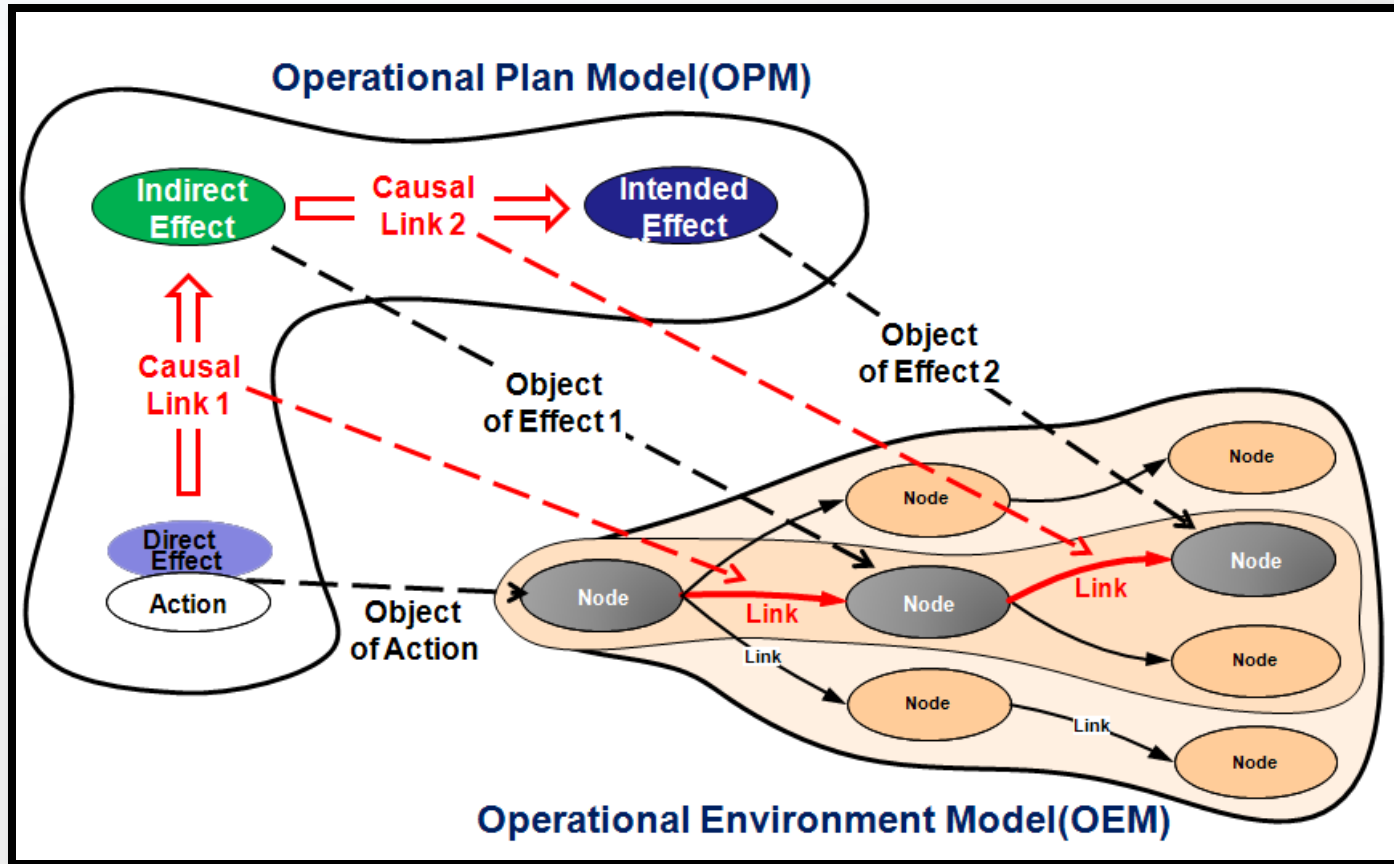 Operational Plan Model(OPM)
Indirect
Effect
Causal
Link 2
Intended
Effect
Causal
Link 1
Object
of Effect 1
Object
of Effect 2
Direct
Effect
Action
Object
of Action
Node
Node
Node
Node
Node
Node
Node
Node
Link
Link
Link
Link
Operational Environment Model(OEM)